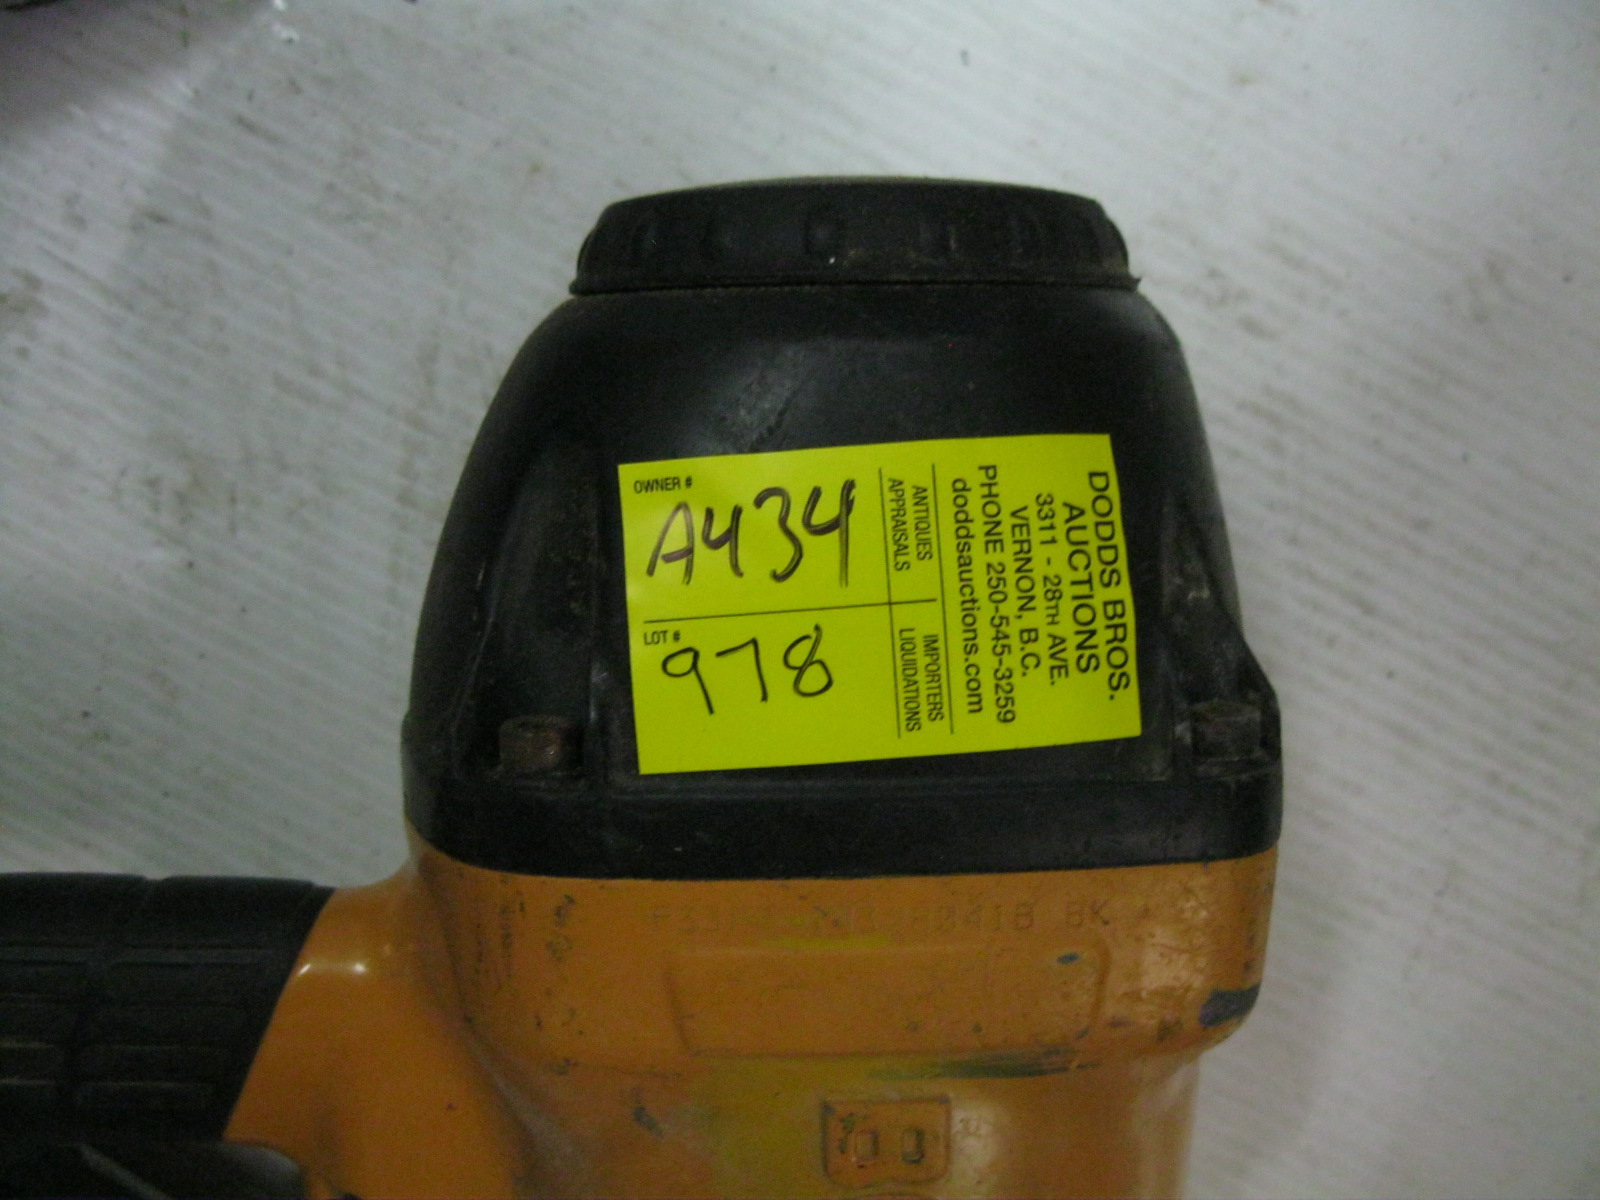 OWNER #
A434
LOT #
978
DODDS BROS.
AUCTIONS
3311 - 28TH AVE.
VERNON, B.C.
PHONE 250-545-3259
doddsauctions.com
ANTIQUES
APPRAISALS
IMPORTERS
LIQUIDATIONS
BK